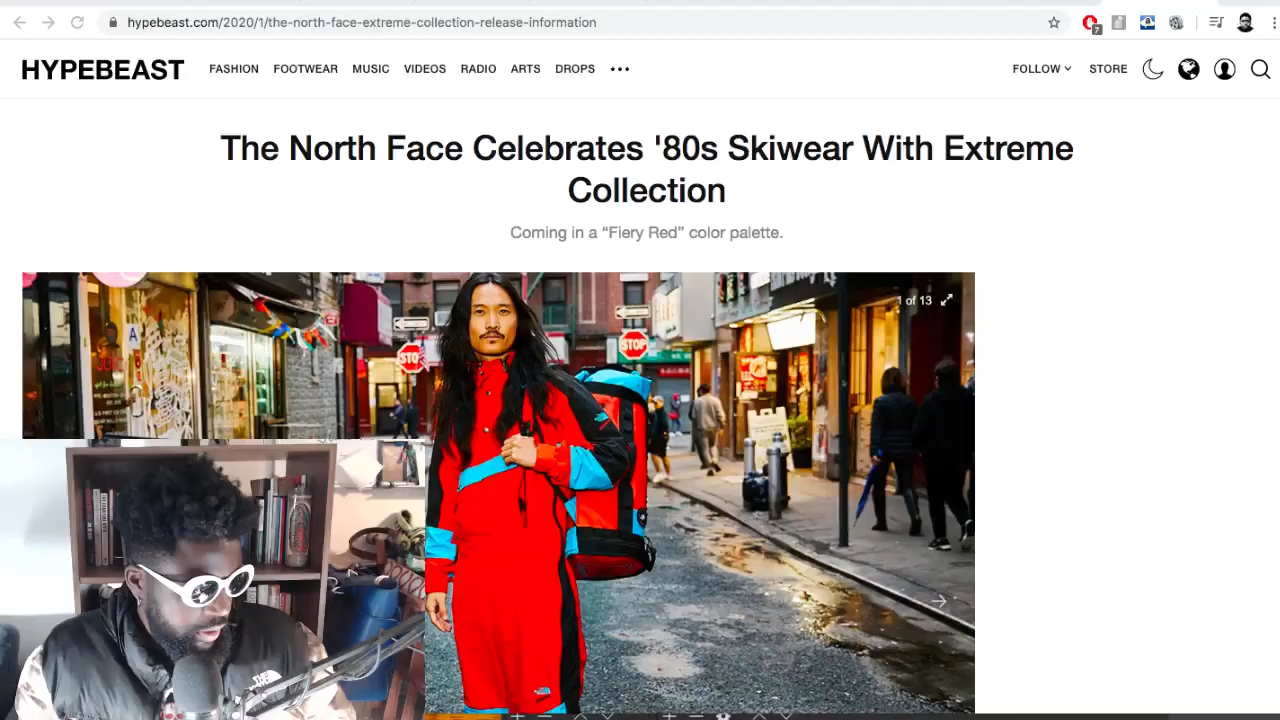 hypebeast.com/2020/1/the-north-face-extreme-collection-release-information
7
HYPEBEAST
FASHION FOOTWEAR MUSIC VIDEOS RADIO ARTS DROPS
FOLLOW STORE
The North Face Celebrates '80s Skiwear With Extreme
Collection
Coming in a “Fiery Red” color palette.
1 of 13
A
STOP
STOP
THE